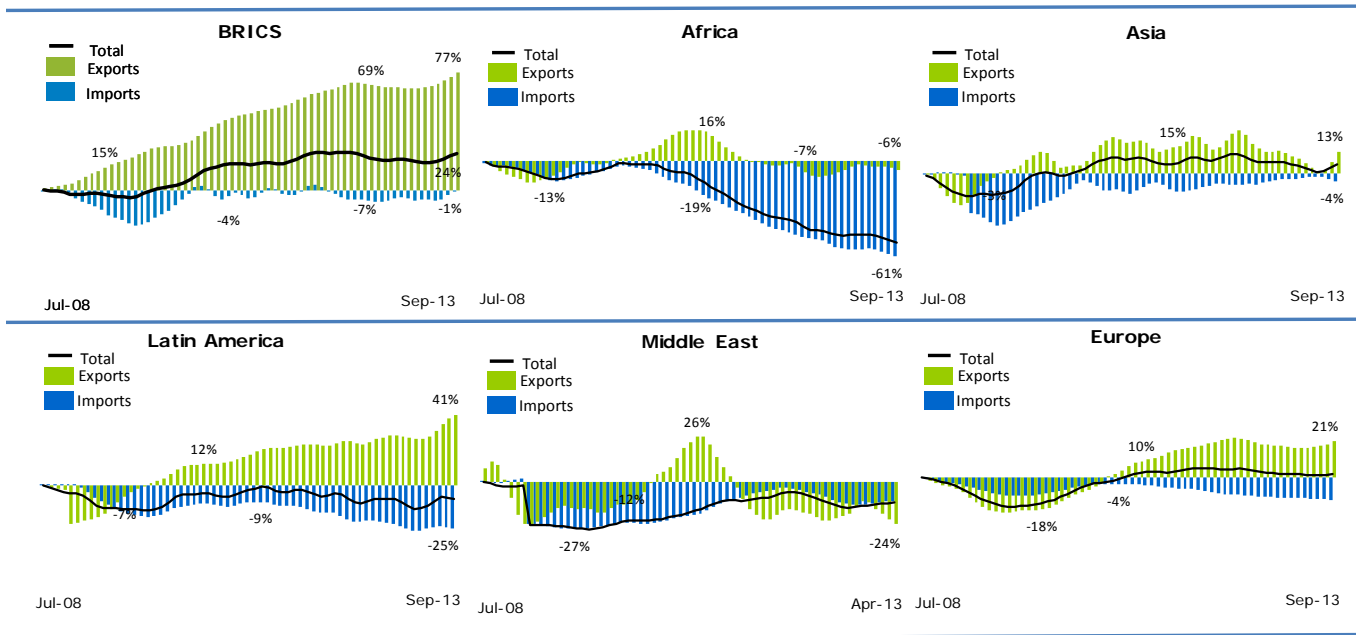 BRICS
Total
Exports
Imports
77%
69%
15%
24%
-4%
-7%
-1%
Jul-08
Sep-13
Africa
Total
Exports
Imports
16%
-7%
-6%
-13%
-19%
-61%
Jul-08
Sep-13
Asia
Total
Exports
Imports
15%
13%
-3%
-4%
Jul-08
Sep-13
Latin America
Total
Exports
Imports
41%
12%
-7%
-9%
-25%
Jul-08
Sep-13
Middle East
Total
Exports
Imports
26%
-12%
-27%
-24%
Jul-08
Apr-13
Europe
Total
Exports
Imports
21%
10%
-4%
-18%
Jul-08
Sep-13